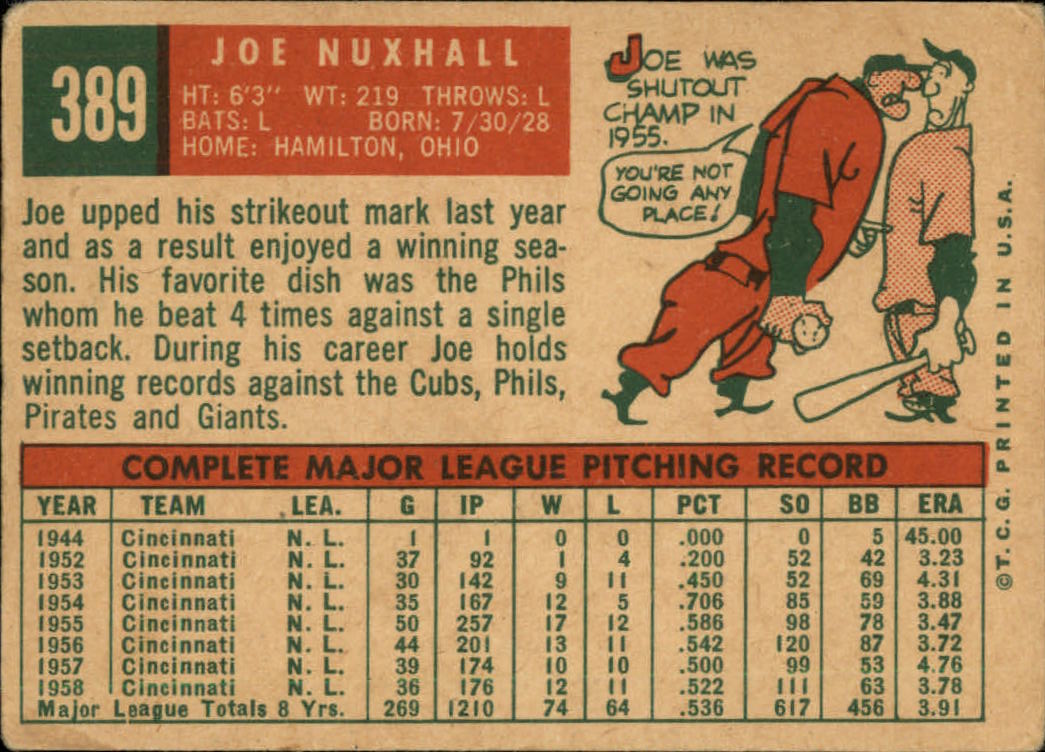 389
JOE NUXHALL
HT: 6'3" WT: 219 THROWS: L
BATS: L BORN: 7/30/28
HOME: HAMILTON, OHIO
JOE WAS
SHUTOUT
CHAMP IN
1955.
YOU'RE NOT
GOING ANY
PLACE!
Joe upped his strikeout mark last year
and as a result enjoyed a winning sea-
son. His favorite dish was the Phils
whom he beat 4 times against a single
setback. During his career Joe holds
winning records against the Cubs, Phils,
Pirates and Giants.
COMPLETE MAJOR LEAGUE PITCHING RECORD
YEAR TEAM LEA. G IP W L PCT SO BB ERA
1944 Cincinnati N. L. 1 1 0 0 .000 0 5 45.00
1952 Cincinnati N. L. 37 92 1 4 .200 52 42 3.23
1953 Cincinnati N. L. 30 142 9 11 .450 52 69 4.31
1954 Cincinnati N. L. 35 167 12 5 .706 85 59 3.88
1955 Cincinnati N. L. 50 257 17 12 .586 98 78 3.47
1956 Cincinnati N. L. 44 201 13 11 .542 120 87 3.72
1957 Cincinnati N. L. 39 174 10 10 .500 99 53 4.76
1958 Cincinnati N. L. 36 176 12 11 .522 111 63 3.78
Major League Totals 8 Yrs. 269 1210 74 64 .536 617 456 3.91
©T. C. G. PRINTED IN U.S.A.